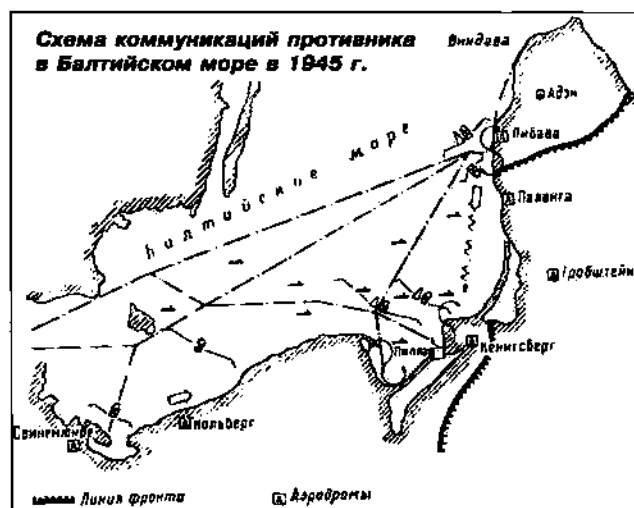 Схема коммуникаций противника
в Балтийском море в 1945 г.
Виндава
Адзи
Либава
Балтийское море
Паланга
Гробштейн
Кенигсберг
Пиллау
Кольберг
Свинемюнде
Линия фронта
Аэродромы